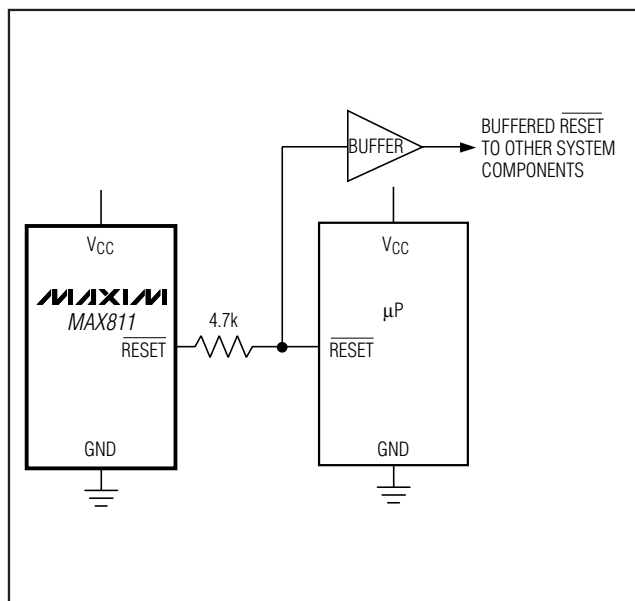 BUFFER
BUFFERED RESET
TO OTHER SYSTEM
COMPONENTS
VCC
MAXIM
MAX811
RESET
GND
4.7k
VCC
μP
RESET
GND